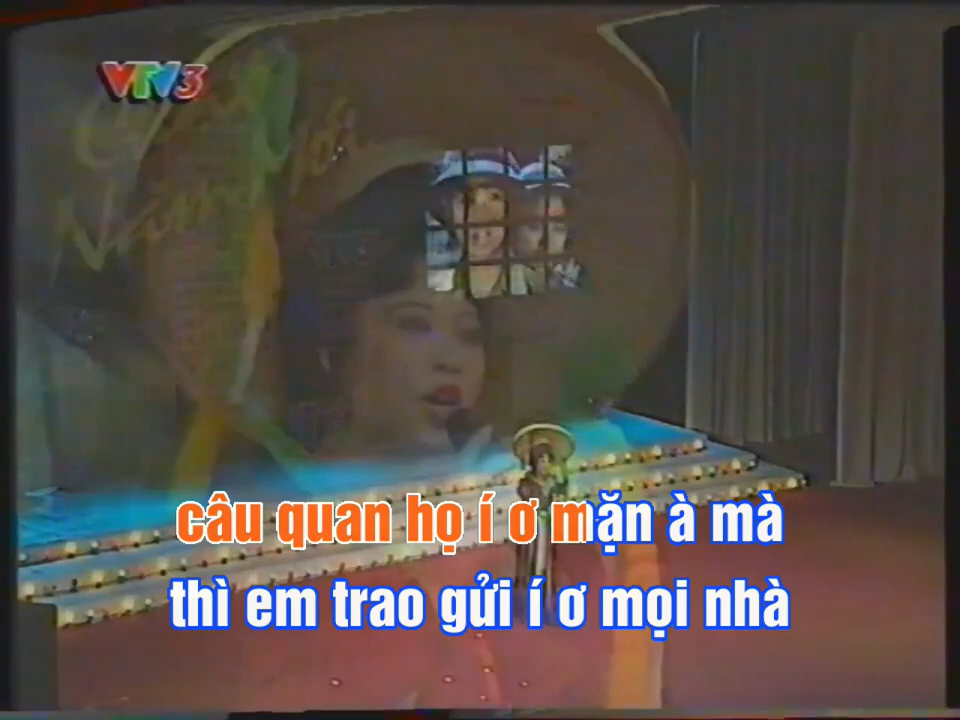 VTV3
câu quan họ í ơ mặn à mà
thì em trao gửi í ơ mọi nhà